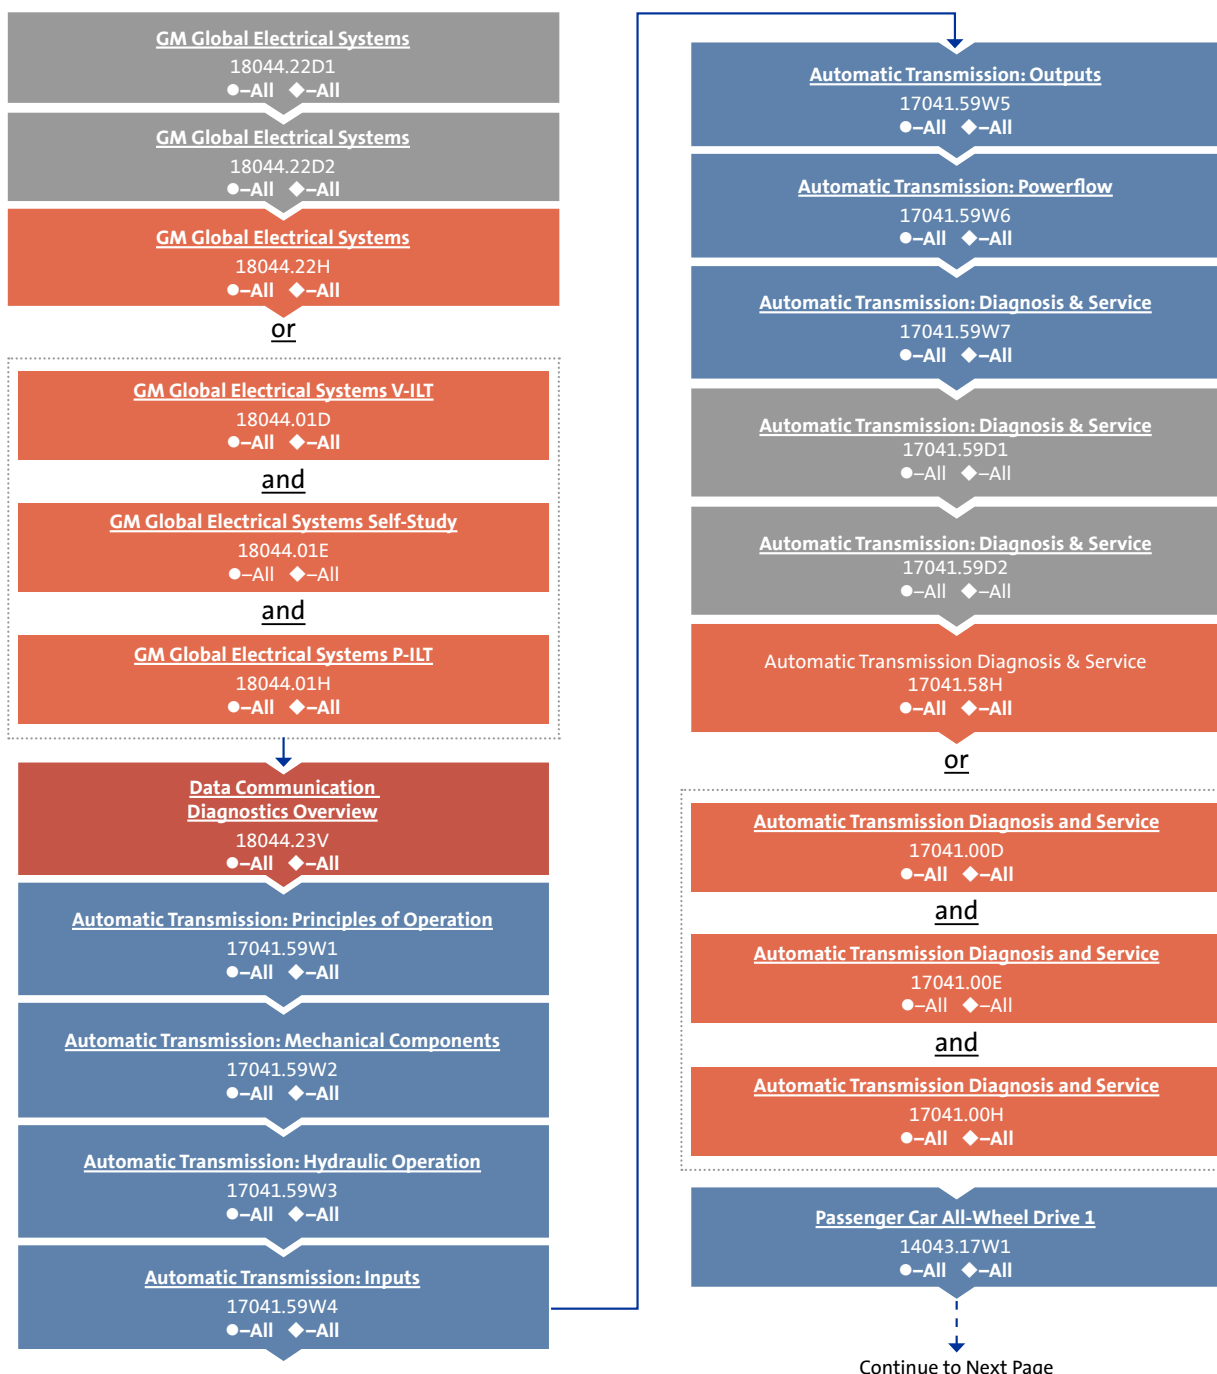 GM Global Electrical Systems
18044.22D1
●–All ◆–All
GM Global Electrical Systems
18044.22D2
●–All ◆–All
GM Global Electrical Systems
18044.22H
●–All ◆–All
or
GM Global Electrical Systems V-ILT
18044.01D
●–All ◆–All
and
GM Global Electrical Systems Self-Study
18044.01E
●–All ◆–All
and
GM Global Electrical Systems P-ILT
18044.01H
●–All ◆–All
Data Communication
Diagnostics Overview
18044.23V
●–All ◆–All
Automatic Transmission: Principles of Operation
17041.59W1
●–All ◆–All
Automatic Transmission: Mechanical Components
17041.59W2
●–All ◆–All
Automatic Transmission: Hydraulic Operation
17041.59W3
●–All ◆–All
Automatic Transmission: Inputs
17041.59W4
●–All ◆–All
Automatic Transmission: Outputs
17041.59W5
●–All ◆–All
Automatic Transmission: Powerflow
17041.59W6
●–All ◆–All
Automatic Transmission: Diagnosis & Service
17041.59W7
●–All ◆–All
Automatic Transmission: Diagnosis & Service
17041.59D1
●–All ◆–All
Automatic Transmission: Diagnosis & Service
17041.59D2
●–All ◆–All
Automatic Transmission Diagnosis & Service
17041.58H
●–All ◆–All
or
Automatic Transmission Diagnosis and Service
17041.00D
●–All ◆–All
and
Automatic Transmission Diagnosis and Service
17041.00E
●–All ◆–All
and
Automatic Transmission Diagnosis and Service
17041.00H
●–All ◆–All
Passenger Car All-Wheel Drive 1
14043.17W1
●–All ◆–All
Continue to Next Page